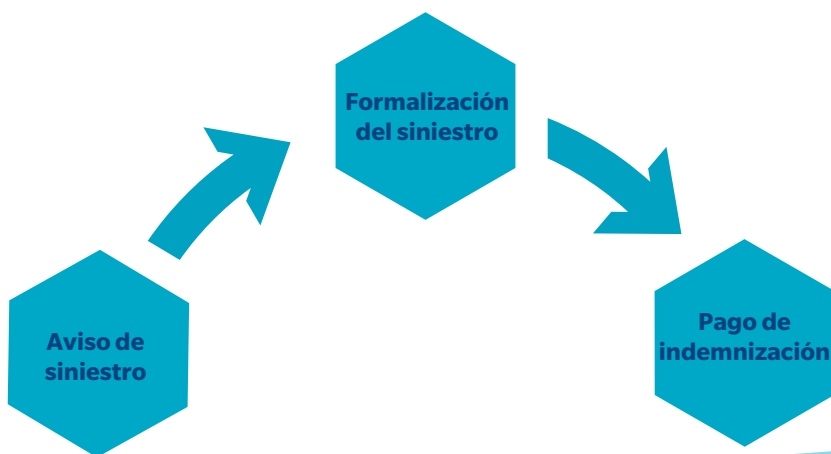 Formalización
del siniestro
Aviso de
siniestro
Pago de
indemnización